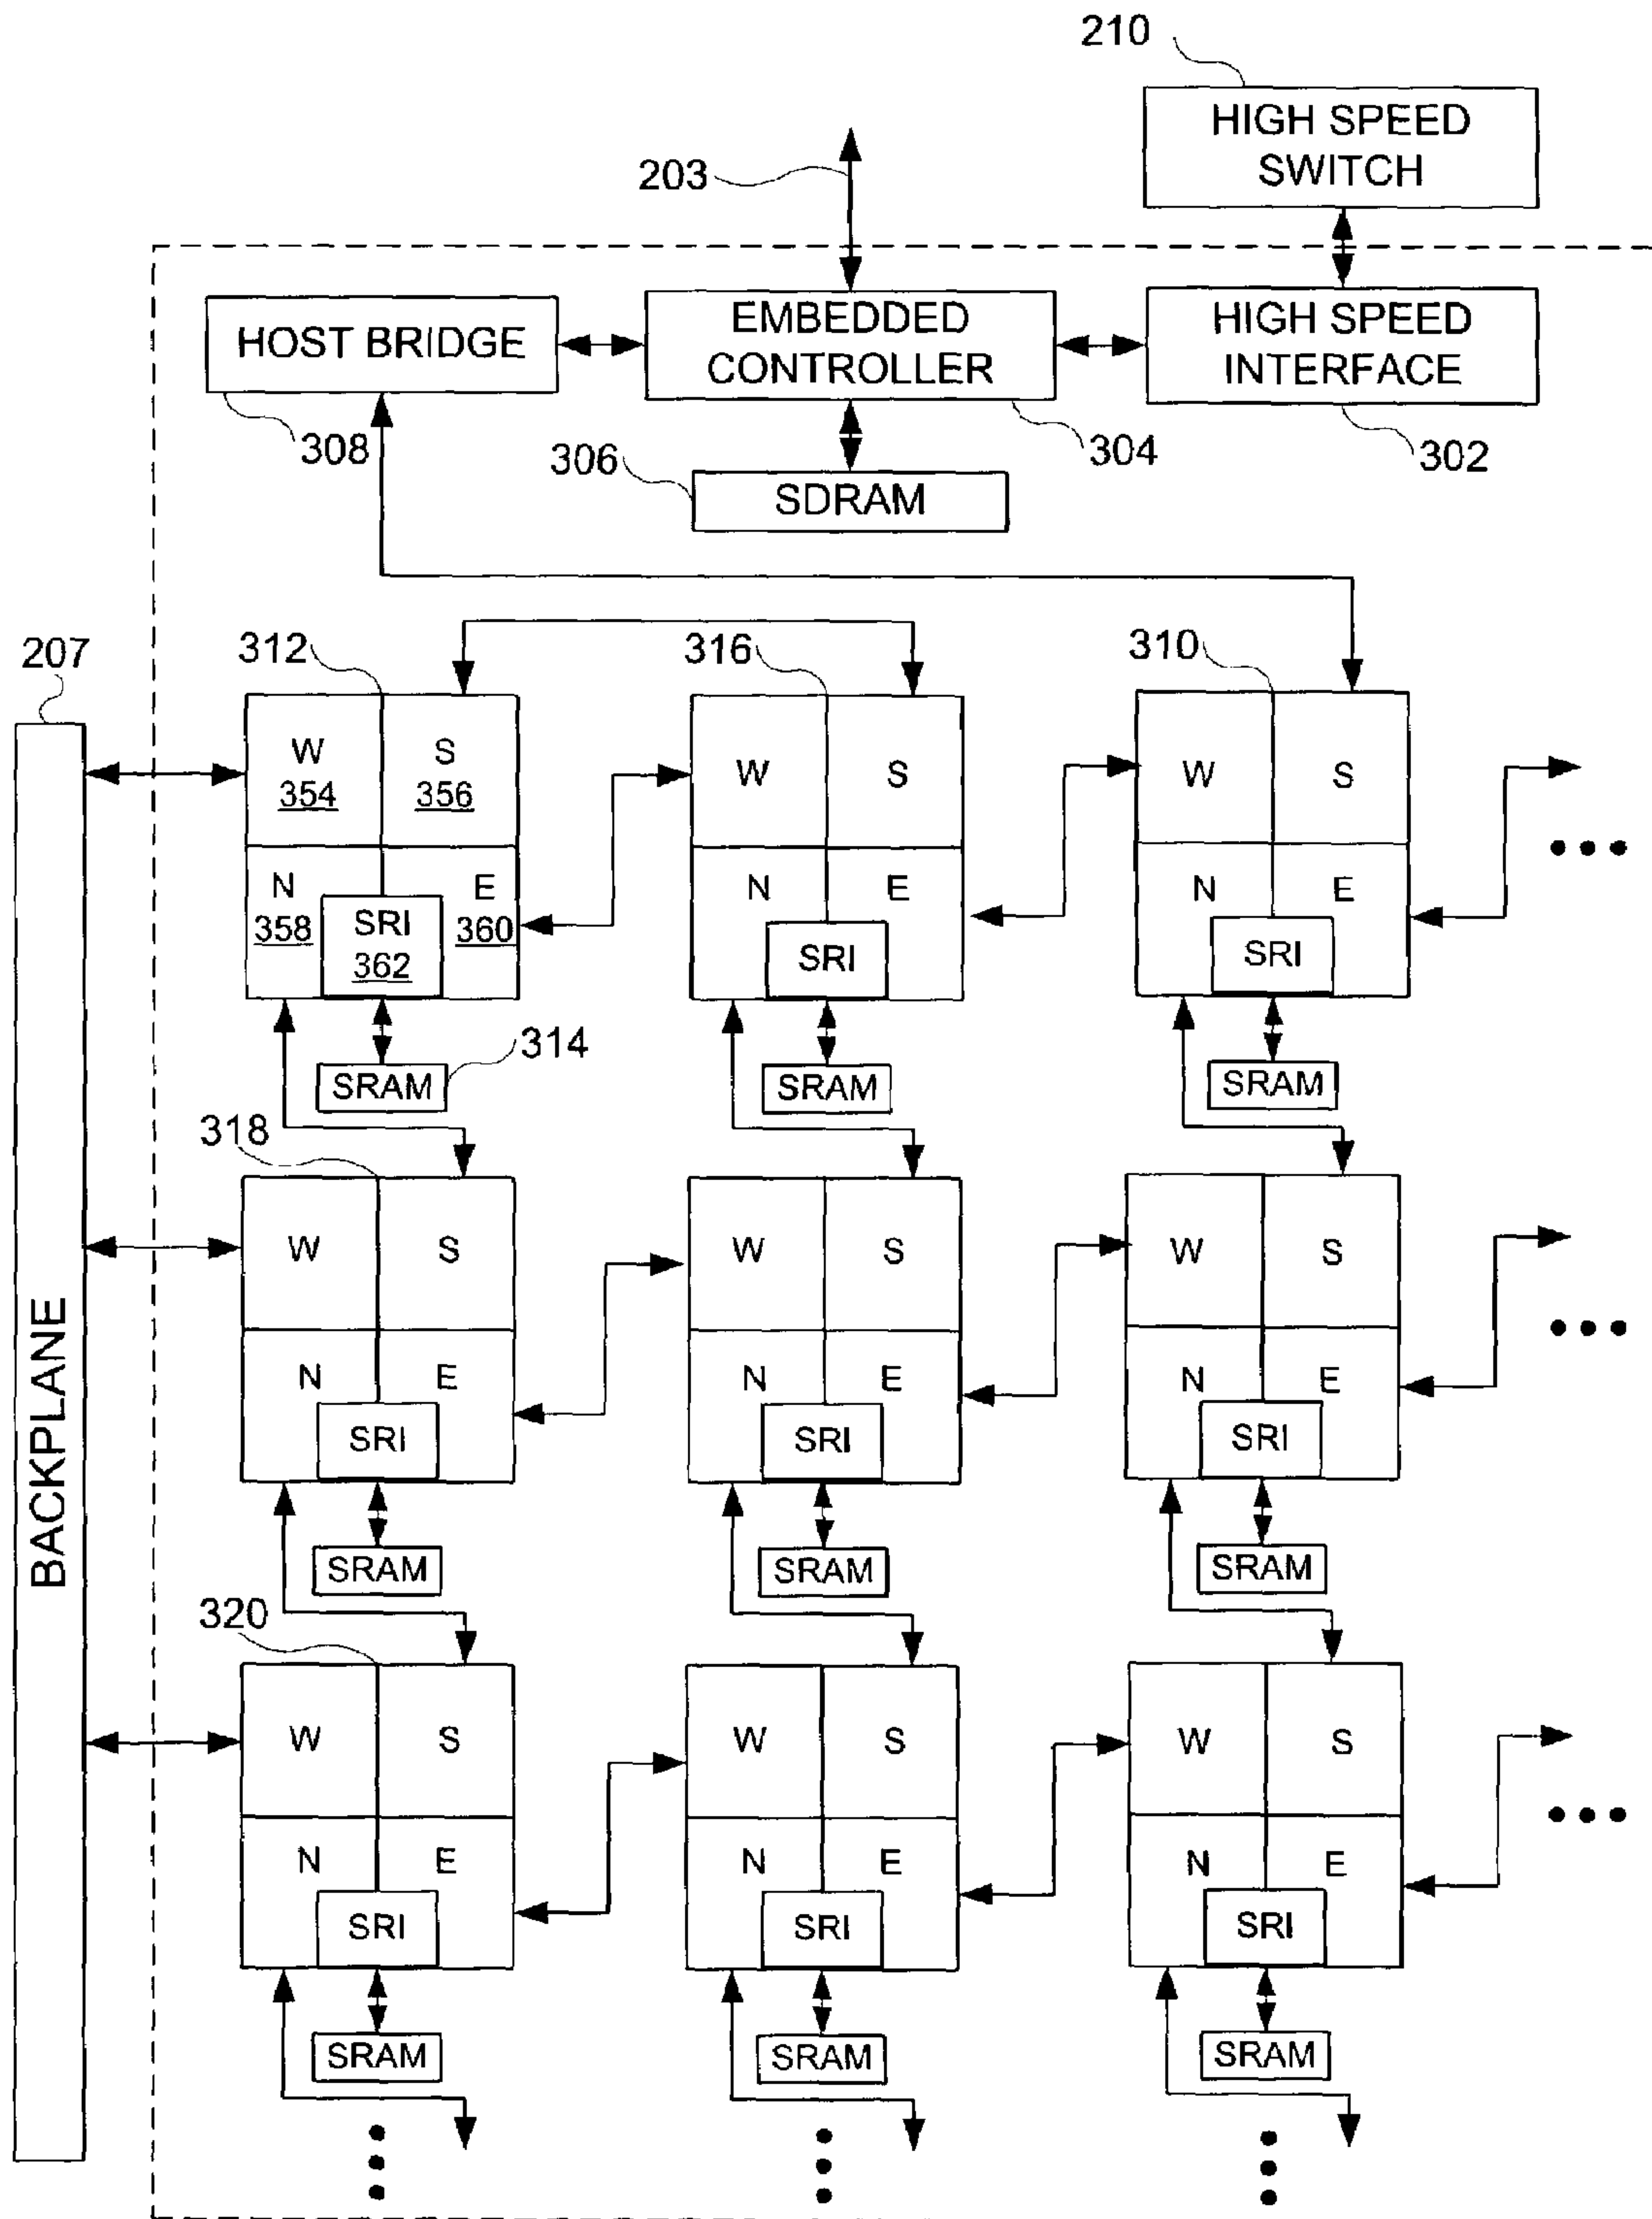 210
HIGH SPEED
SWITCH
203
HOST BRIDGE
EMBEDDED
CONTROLLER
HIGH SPEED
INTERFACE
308
306
304
302
SDRAM
207
312
316
310
W
354
S
356
W
S
W
S
N
358
SRI
362
E
360
N
E
SRI
N
E
SRI
314
SRAM
SRAM
SRAM
318
W
S
W
S
W
S
BACKPLANE
N
E
SRI
N
E
SRI
N
E
SRI
SRAM
SRAM
SRAM
320
W
S
W
S
W
S
N
E
SRI
N
E
SRI
N
E
SRI
SRAM
SRAM
SRAM